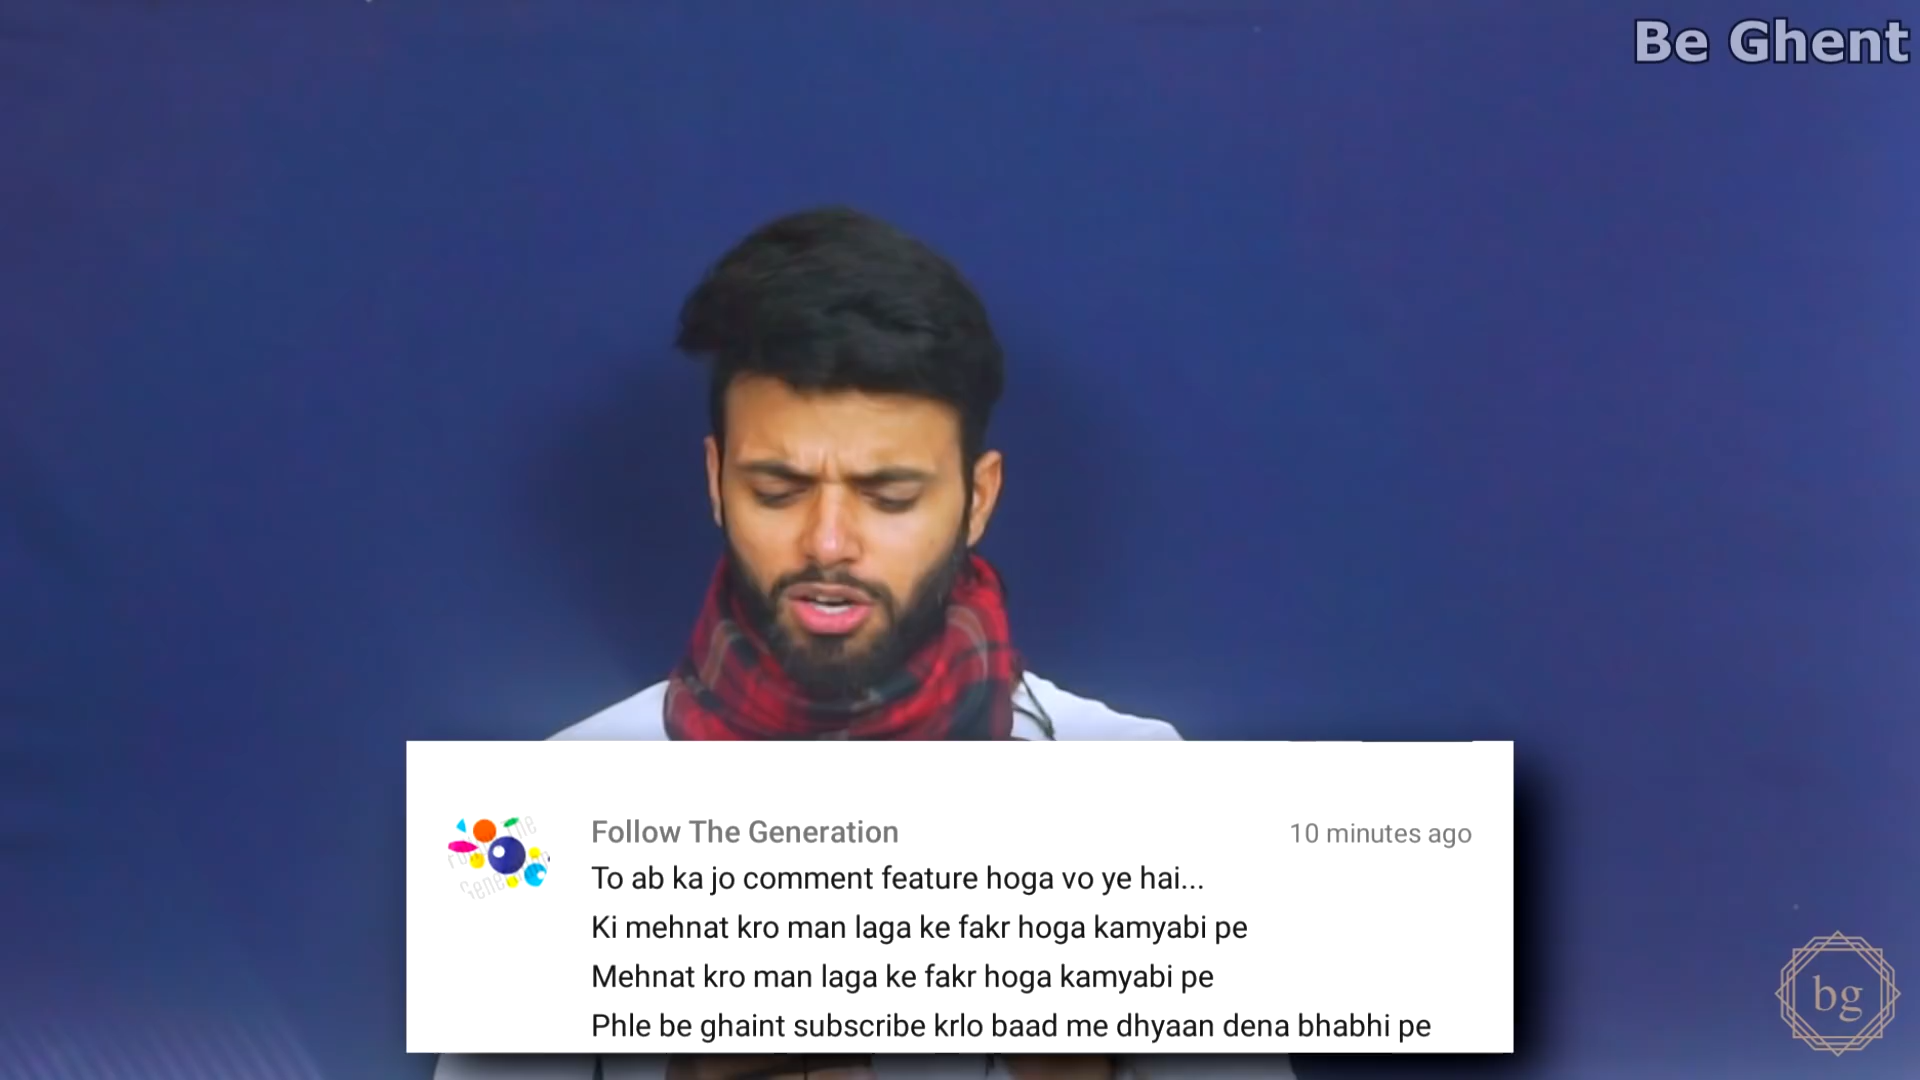 Be Ghent
Follow The Generation
10 minutes ago
To ab ka jo comment feature hoga vo ye hai...
Ki mehnat kro man laga ke fakr hoga kamyabi pe
Mehnat kro man laga ke fakr hoga kamyabi pe
Phle be ghaint subscribe krlo baad me dhyaan dena bhabhi pe
bg